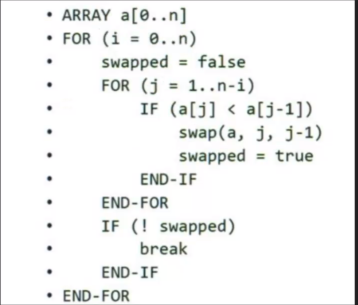 • ARRAY a[0..n]
• FOR (i = 0..n)
•     swapped = false
•     FOR (j = 1..n-i)
•         IF (a[j] < a[j-1])
•             swap(a, j, j-1)
•             swapped = true
•         END-IF
•     END-FOR
•     IF (! swapped)
•         break
•     END-IF
• END-FOR